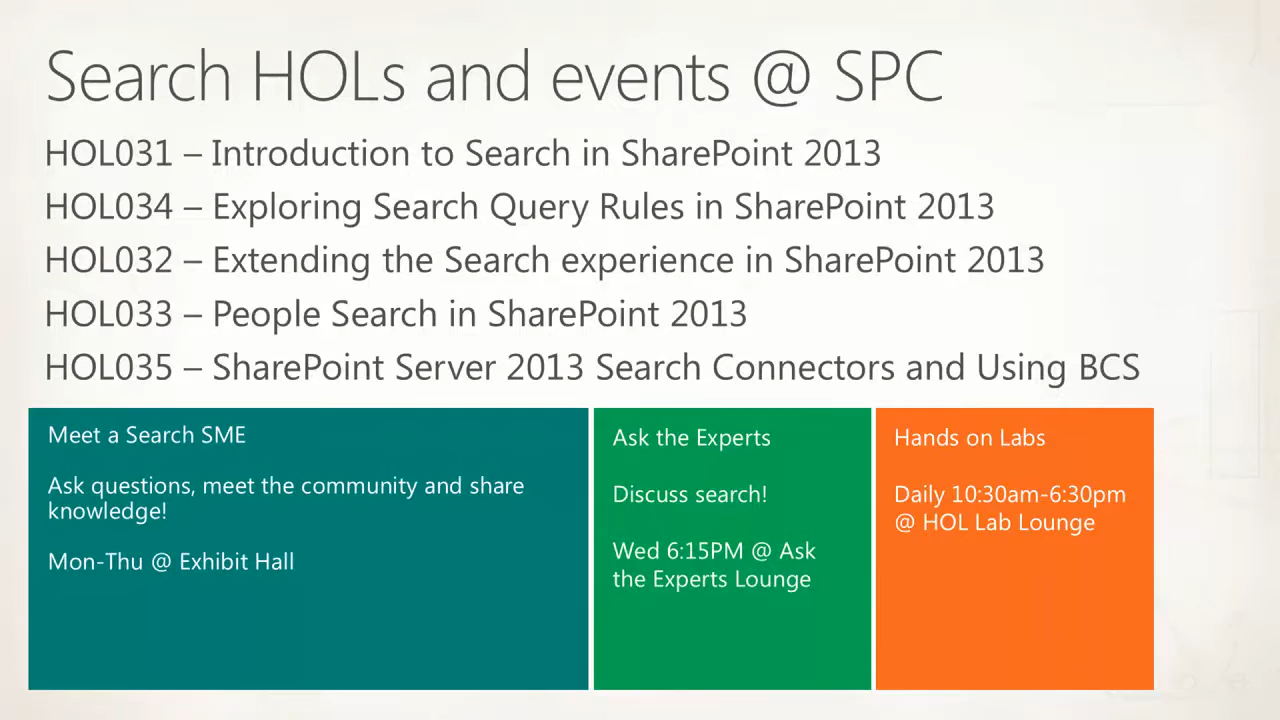 Search HOLs and events @ SPC
HOL031 – Introduction to Search in SharePoint 2013
HOL034 – Exploring Search Query Rules in SharePoint 2013
HOL032 – Extending the Search experience in SharePoint 2013
HOL033 – People Search in SharePoint 2013
HOL035 – SharePoint Server 2013 Search Connectors and Using BCS
Meet a Search SME
Ask questions, meet the community and share
knowledge!
Mon-Thu @ Exhibit Hall
Ask the Experts
Discuss search!
Wed 6:15PM @ Ask
the Experts Lounge
Hands on Labs
Daily 10:30am-6:30pm
@ HOL Lab Lounge